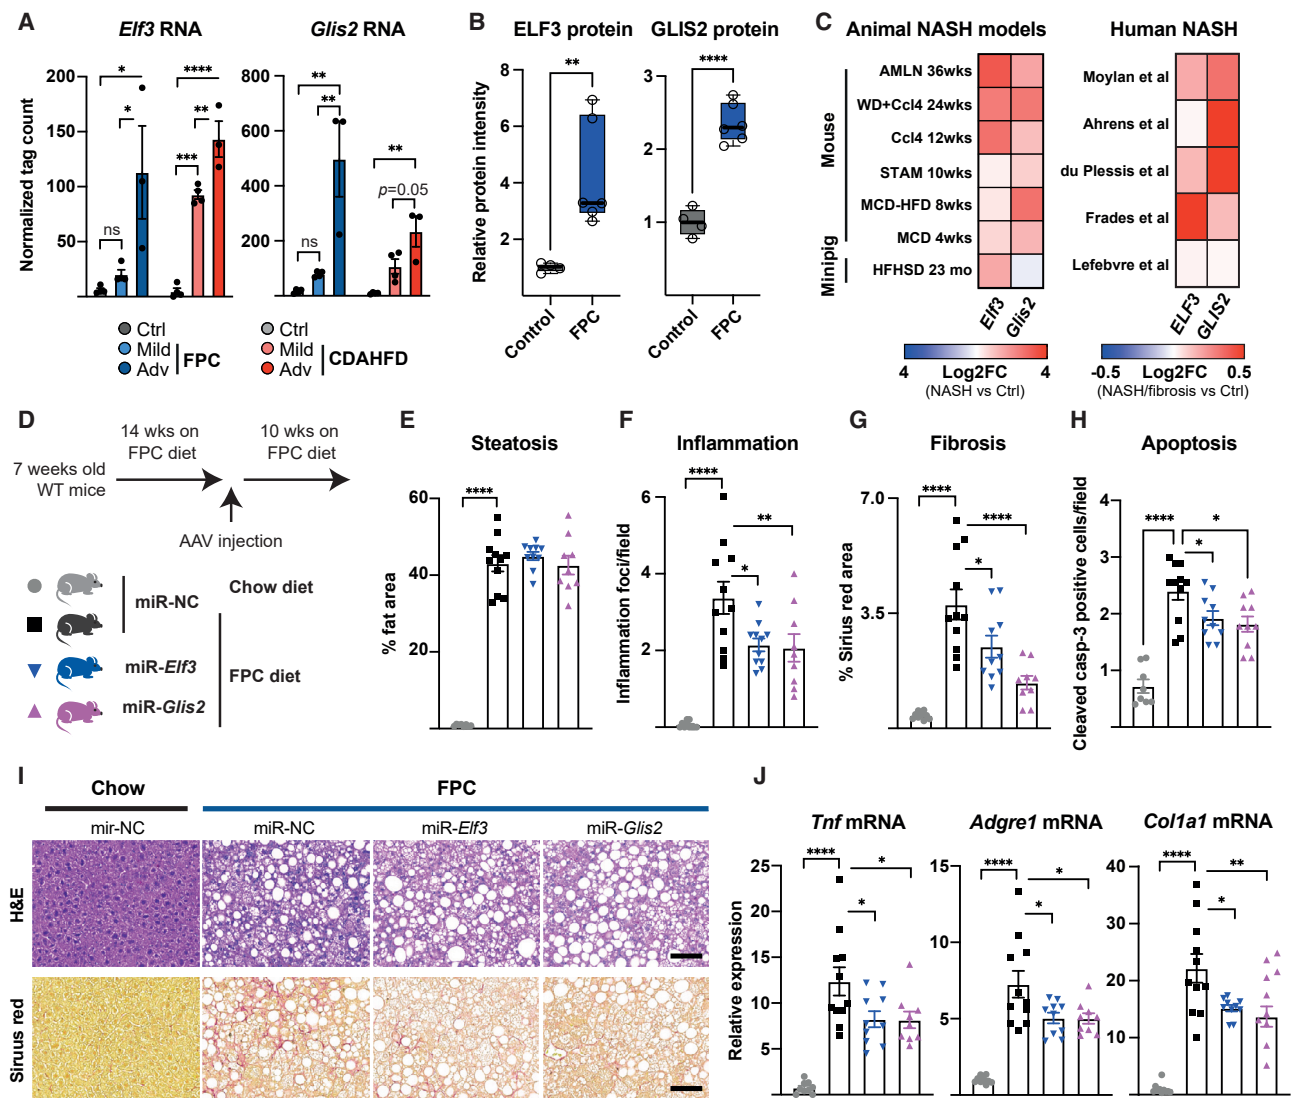 A
Elf3 RNA
Glis2 RNA
Normalized tag count
200
150
100
50
*
*
ns
****
**
***
800
600
400
200
**
**
ns
**
p=0.05
Ctrl
Mild
Adv
FPC
Ctrl
Mild
Adv
CDAHFD
B
ELF3 protein
GLIS2 protein
Relative protein intensity
8
6
4
2
**
Control
FPC
3
2
1
****
Control
FPC
C
Animal NASH models
Human NASH
Mouse
Minipig
AMLN 36wks
WD+Ccl4 24wks
Ccl4 12wks
STAM 10wks
MCD-HFD 8wks
MCD 4wks
HFHSD 23 mo
Elf3
Glis2
4
Log2FC
4
(NASH vs Ctrl)
Moylan et al
Ahrens et al
du Plessis et al
Frades et al
Lefebvre et al
ELF3
GLIS2
-0.5
Log2FC
0.5
(NASH/fibrosis vs Ctrl)
D
7 weeks old
WT mice
14 wks on
FPC diet
10 wks on
FPC diet
AAV injection
miR-NC
Chow diet
miR-Elf3
miR-Glis2
FPC diet
E
Steatosis
% fat area
60
40
20
****
F
Inflammation
Inflammation foci/field
6
4
2
****
**
*
G
Fibrosis
% Sirius red area
7.0
3.5
****
****
*
H
Apoptosis
Cleaved casp-3 positive cells/field
4
3
2
1
****
*
*
I
Chow
FPC
mir-NC
miR-NC
miR-Elf3
miR-Glis2
H&E
Siruus red
J
Tnf mRNA
Adgre1 mRNA
Col1a1 mRNA
Relative expression
25
20
15
10
5
****
*
*
15
10
5
****
*
*
40
30
20
10
****
**
*